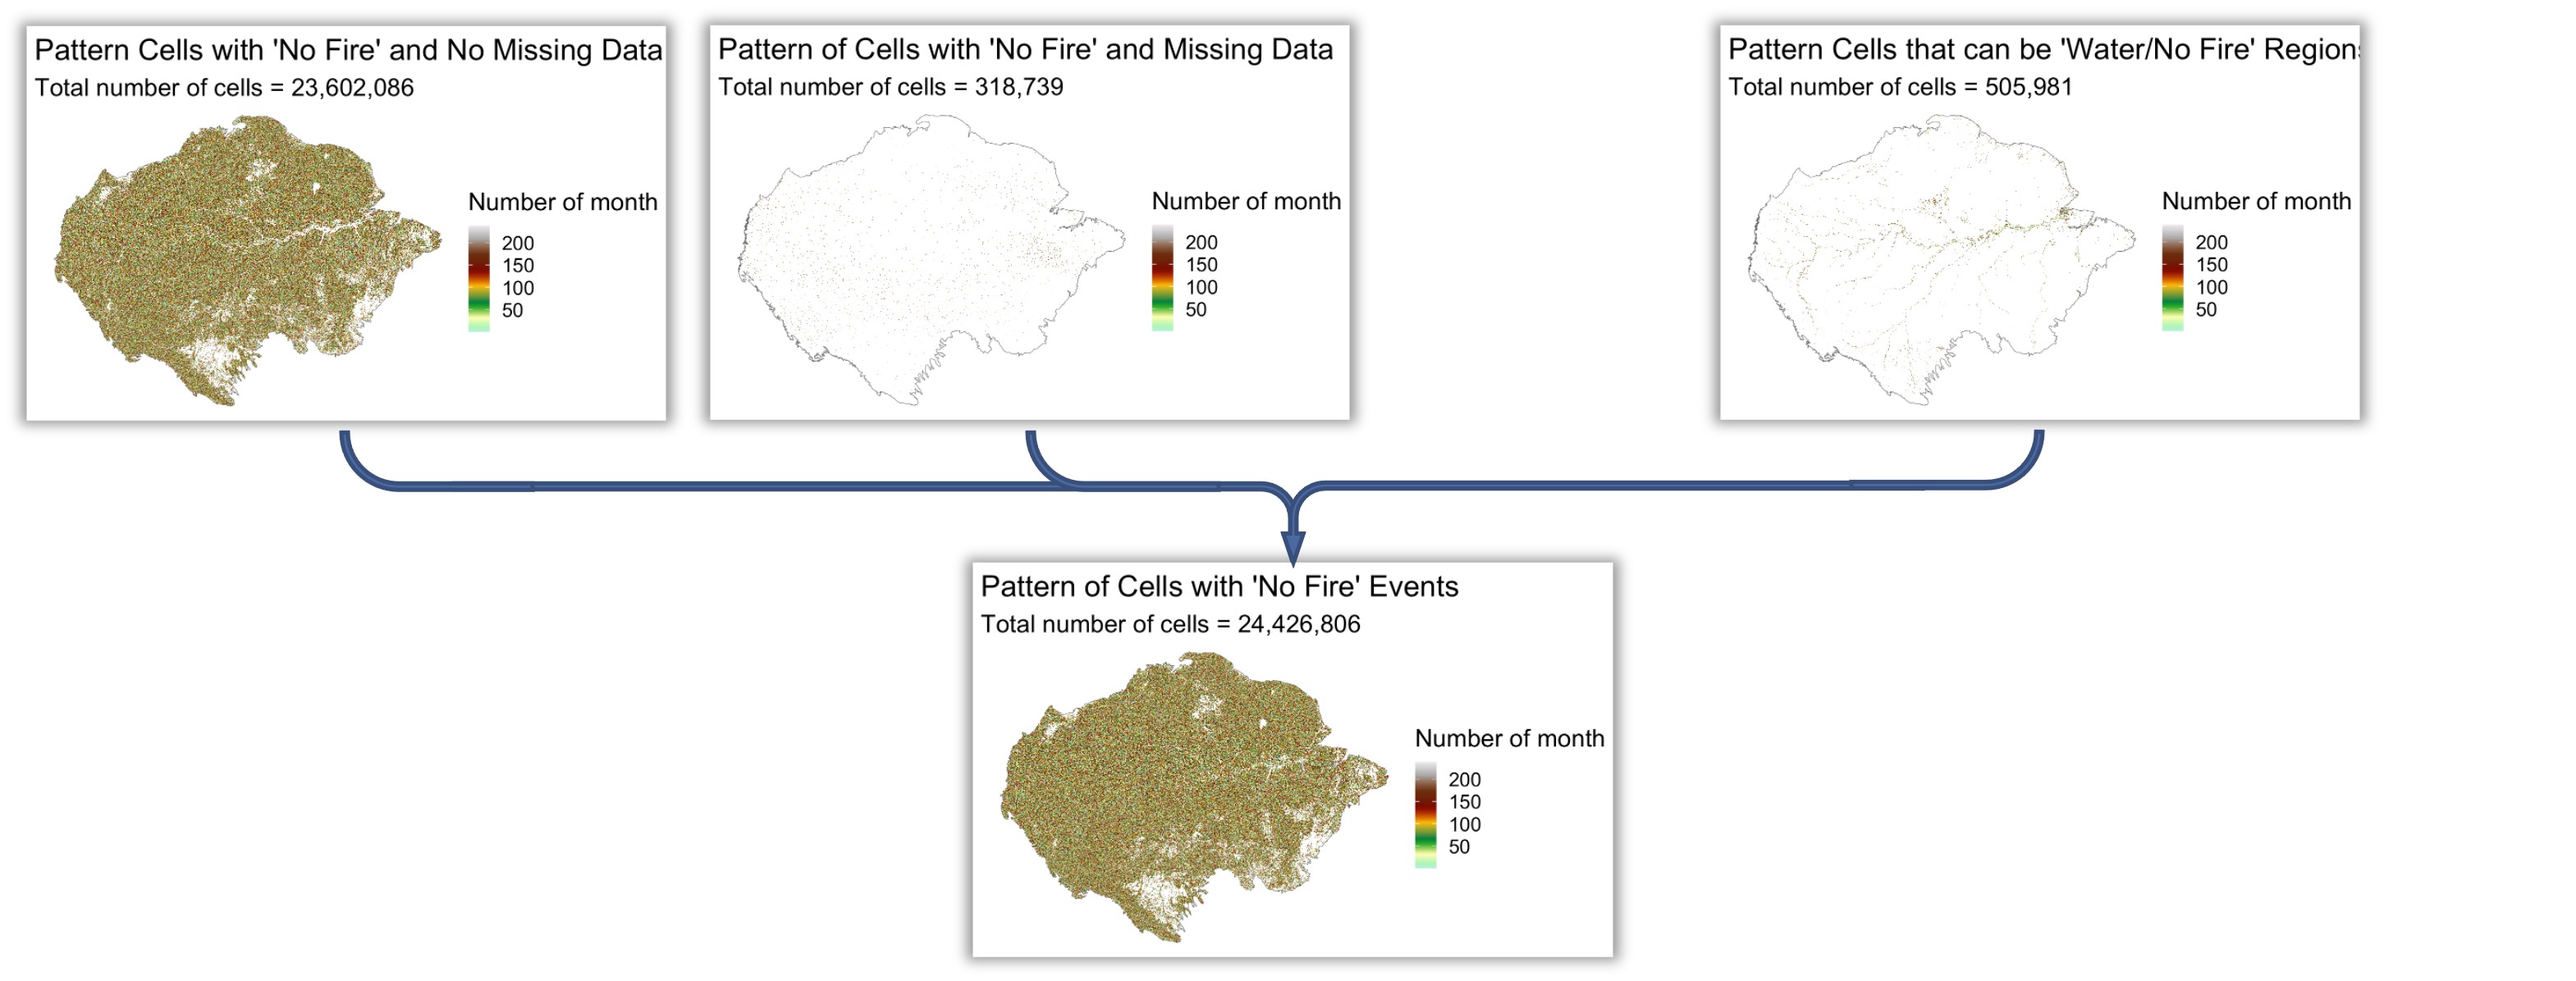 Pattern Cells with 'No Fire' and No Missing Data
Total number of cells = 23,602,086
Number of month
200
150
100
50
Pattern of Cells with 'No Fire' and Missing Data
Total number of cells = 318,739
Number of month
200
150
100
50
Pattern Cells that can be 'Water/No Fire' Regions
Total number of cells = 505,981
Number of month
200
150
100
50
Pattern of Cells with 'No Fire' Events
Total number of cells = 24,426,806
Number of month
200
150
100
50